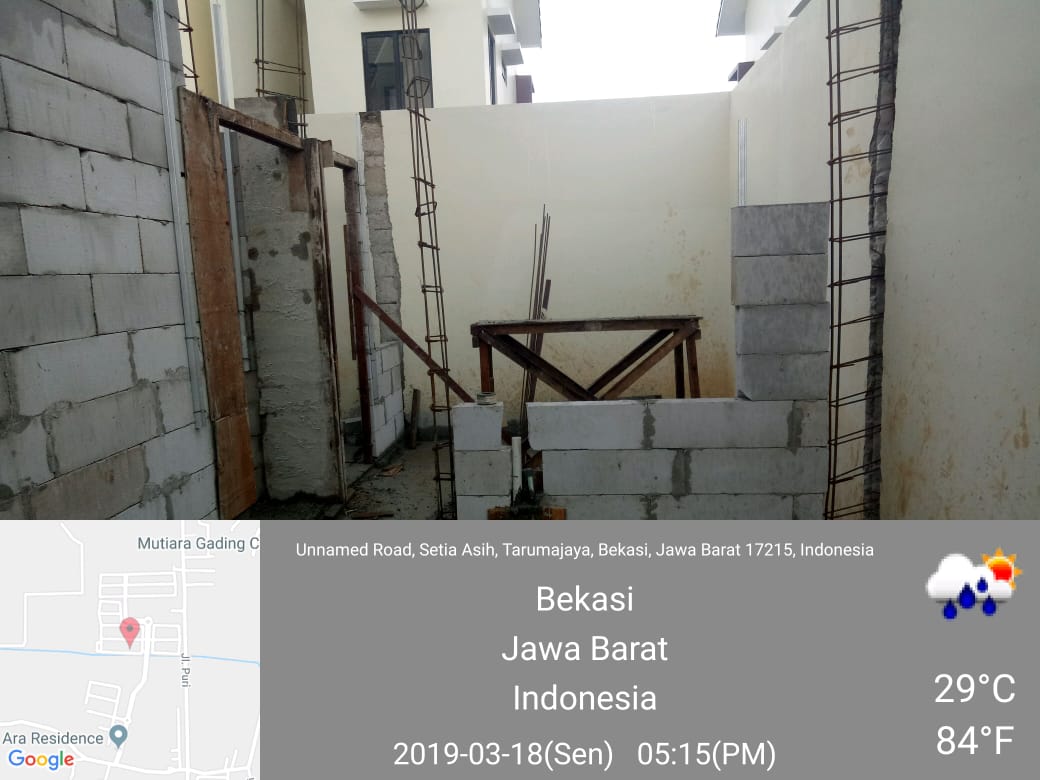 Unnamed Road, Setia Asih, Tarumajaya, Bekasi, Jawa Barat 17215, Indonesia
Bekasi
Jawa Barat
Indonesia
2019-03-18(Sen) 05:15(PM)
29°C
84°F
Mutiara Gading C
Jl. Puri
Ara Residence
Google